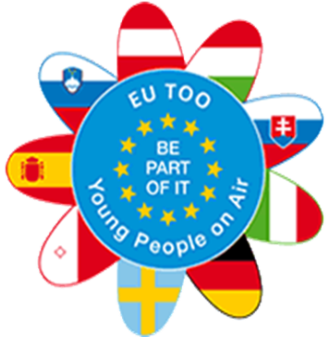 EU TOO
BE
PART
OF IT
Young People on Air